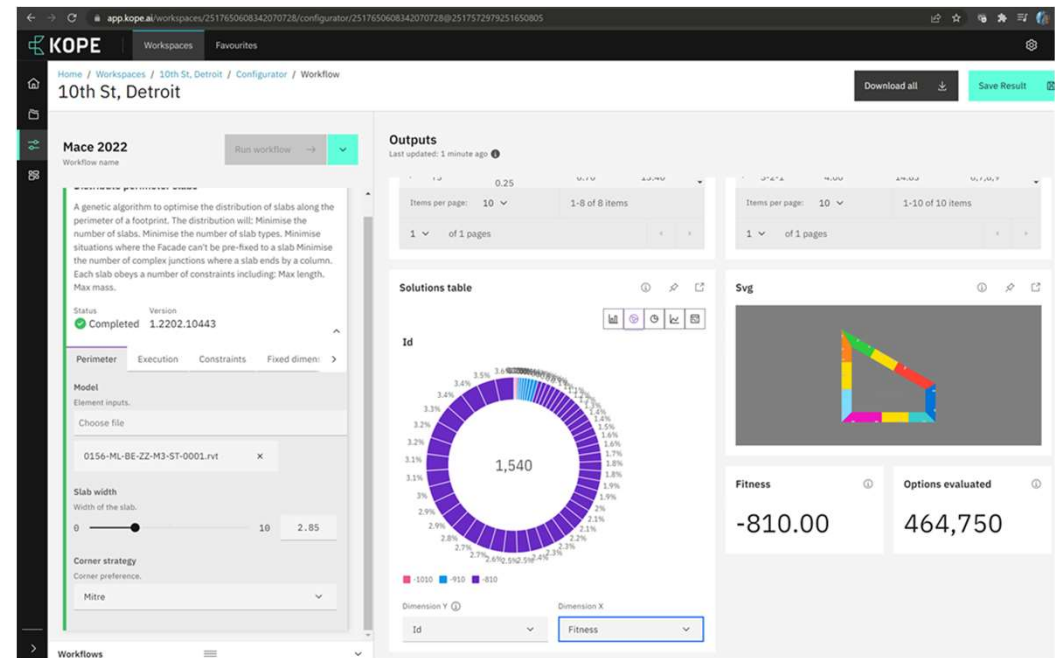 app.kope.ai/workspaces/2517650608342070728/configurator/2517650608342070728@2517572979251650805
KOPE
Workspaces
Favourites
Home / Workspaces / 10th St, Detroit / Configurator / Workflow
10th St, Detroit
Download all
Save Result
Mace 2022
Workflow name
Run workflow
Distribute perimeter slabs
A genetic algorithm to optimise the distribution of slabs along the
perimeter of a footprint. The distribution will: Minimise the
number of slabs. Minimise the number of slab types. Minimise
situations where the Facade can't be pre-fixed to a slab Minimise
the number of complex junctions where a slab ends by a column.
Each slab obeys a number of constraints including: Max length.
Max mass.
Status
Version
Completed
1.2202.10443
Perimeter
Execution
Constraints
Fixed dimen
Model
Element inputs.
Choose file
0156-ML-BE-ZZ-M3-ST-0001.rvt
Slab width
Width of the slab.
0
10
2.85
Corner strategy
Corner preference.
Mitre
Workflows
Outputs
Last updated: 1 minute ago
0.25
Items per page: 10
1-8 of 8 items
1
of 1 pages
Items per page: 10
1-10 of 10 items
1
of 1 pages
Solutions table
Id
3.6%
3.5%
3.4%
3.4%
3.3%
3.2%
3.2%
3.1%
3.1%
3%
2.9%
2.9%
2.8%
2.7%
2.7%
2.6%
2.5%
2.5%
2.4%
2.3%
2.3%
2.2%
2.1%
2.1%
2%
1.9%
1.9%
1.8%
1.8%
1.7%
1.6%
1.6%
1.5%
1.4%
1,540
-1010
-910
-810
Dimension Y
Id
Dimension X
Fitness
Svg
Fitness
-810.00
Options evaluated
464,750